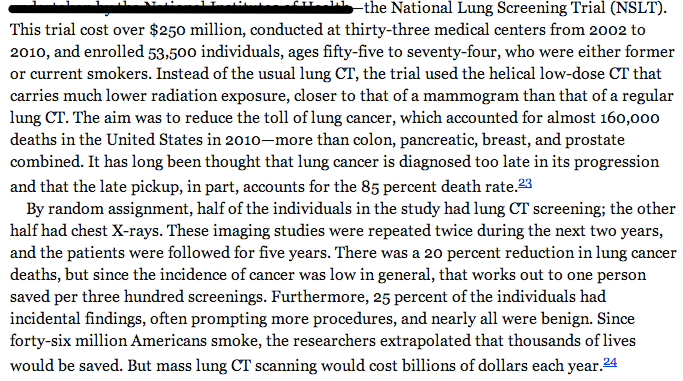 —the National Lung Screening Trial (NSLT).
This trial cost over $250 million, conducted at thirty-three medical centers from 2002 to
2010, and enrolled 53,500 individuals, ages fifty-five to seventy-four, who were either former
or current smokers. Instead of the usual lung CT, the trial used the helical low-dose CT that
carries much lower radiation exposure, closer to that of a mammogram than that of a regular
lung CT. The aim was to reduce the toll of lung cancer, which accounted for almost 160,000
deaths in the United States in 2010—more than colon, pancreatic, breast, and prostate
combined. It has long been thought that lung cancer is diagnosed too late in its progression
and that the late pickup, in part, accounts for the 85 percent death rate.23
By random assignment, half of the individuals in the study had lung CT screening; the other
half had chest X-rays. These imaging studies were repeated twice during the next two years,
and the patients were followed for five years. There was a 20 percent reduction in lung cancer
deaths, but since the incidence of cancer was low in general, that works out to one person
saved per three hundred screenings. Furthermore, 25 percent of the individuals had
incidental findings, often prompting more procedures, and nearly all were benign. Since
forty-six million Americans smoke, the researchers extrapolated that thousands of lives
would be saved. But mass lung CT scanning would cost billions of dollars each year.24